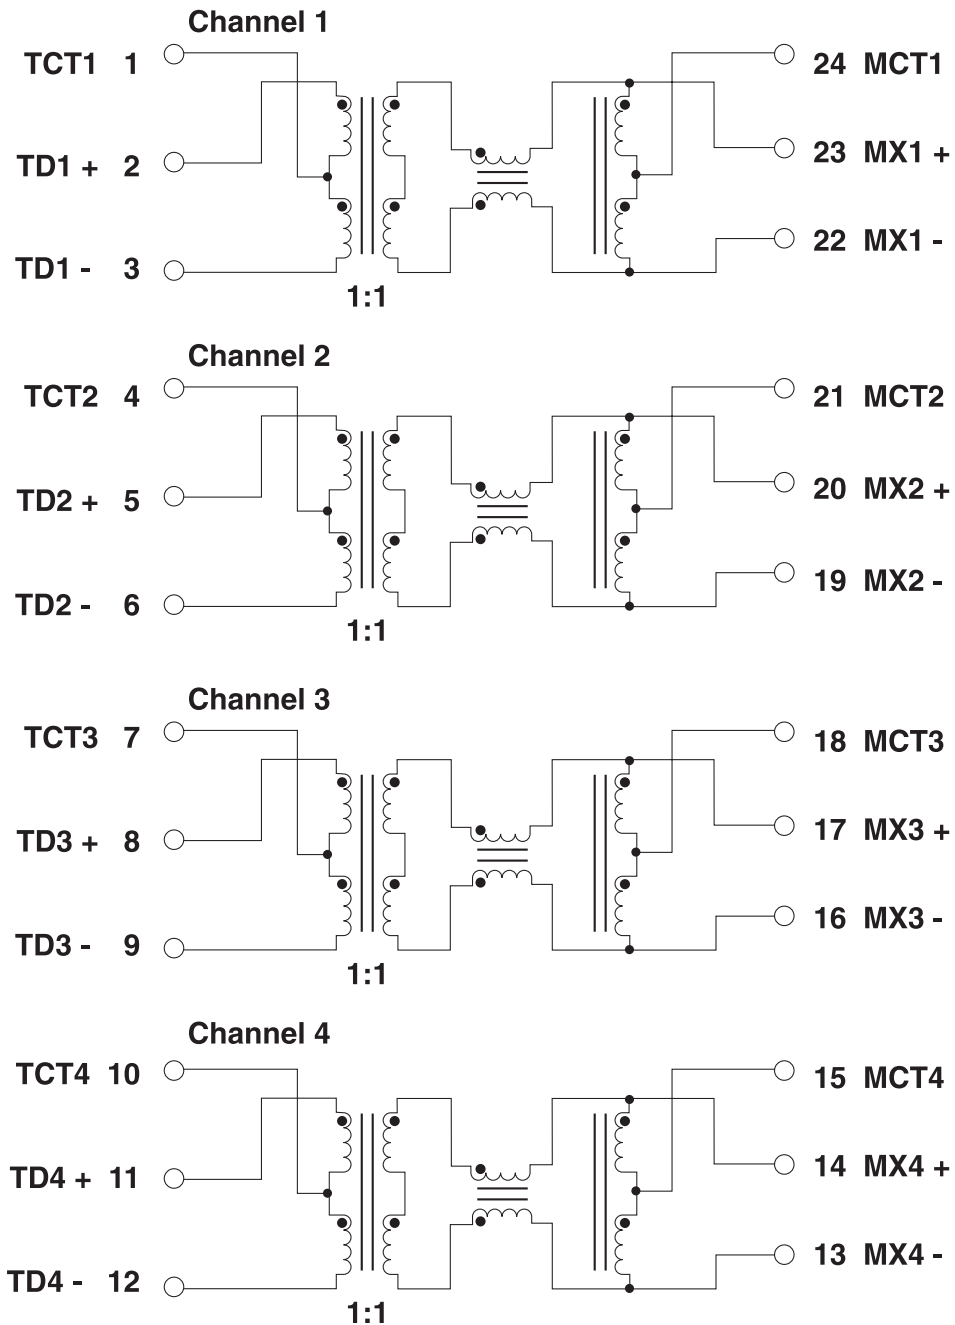 Channel 1
TCT1 1
24 MCT1
TD1 + 2
23 MX1 +
22 MX1 -
TD1 - 3
1:1
Channel 2
TCT2 4
21 MCT2
TD2 + 5
20 MX2 +
19 MX2 -
TD2 - 6
1:1
Channel 3
TCT3 7
18 MCT3
TD3 + 8
17 MX3 +
16 MX3 -
TD3 - 9
1:1
Channel 4
TCT4 10
15 MCT4
TD4 + 11
14 MX4 +
13 MX4 -
TD4 - 12
1:1